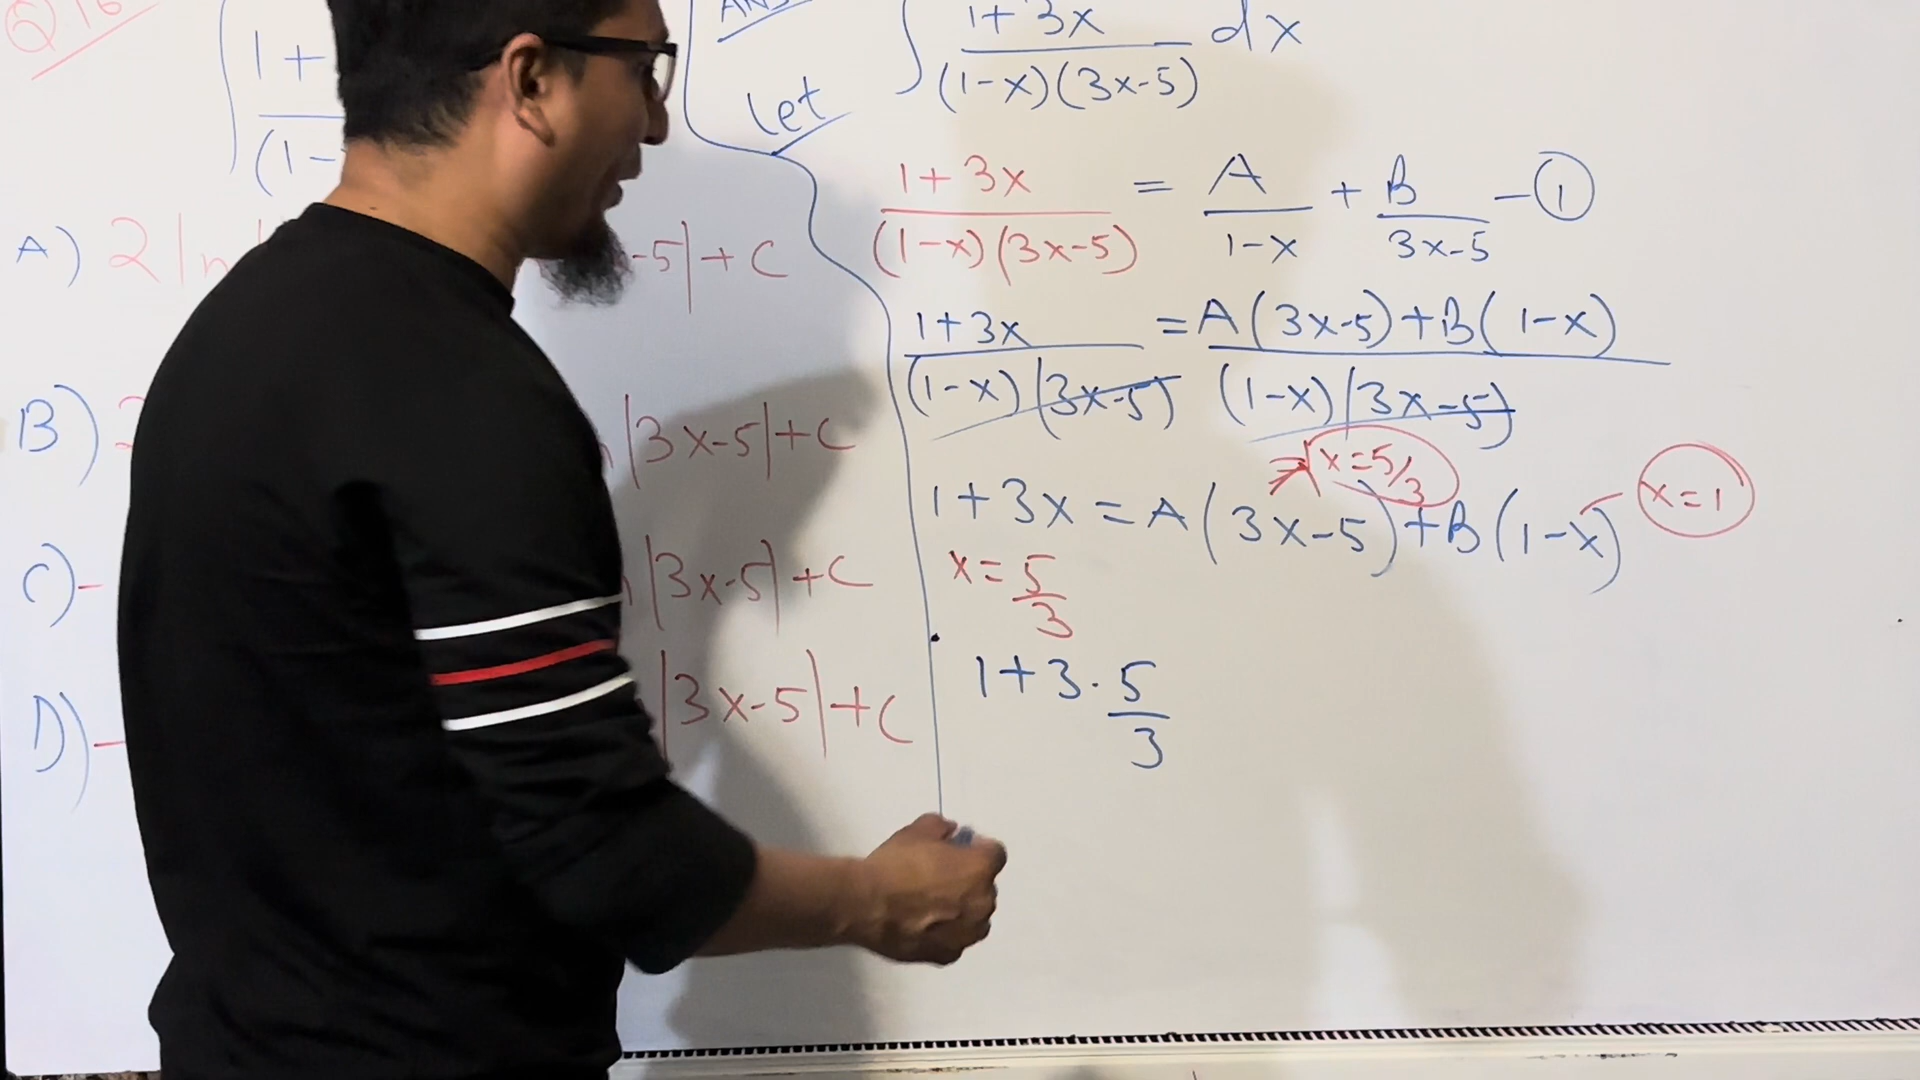 Q16
1+
(1-
A) 2ln -5|+C
B) 2 |3x-5|+C
C) - |3x-5|+C
D) - |3x-5|+C
ANS
∫ 1+3x / (1-x)(3x-5) dx
Let
1+3x / (1-x)(3x-5) = A / 1-x + B / 3x-5 - ①
1+3x / (1-x)(3x-5) = A(3x-5)+B(1-x) / (1-x)(3x-5)
x=5/3
x=1
1+3x = A(3x-5)+B(1-x)
x = 5/3
1+3·5/3